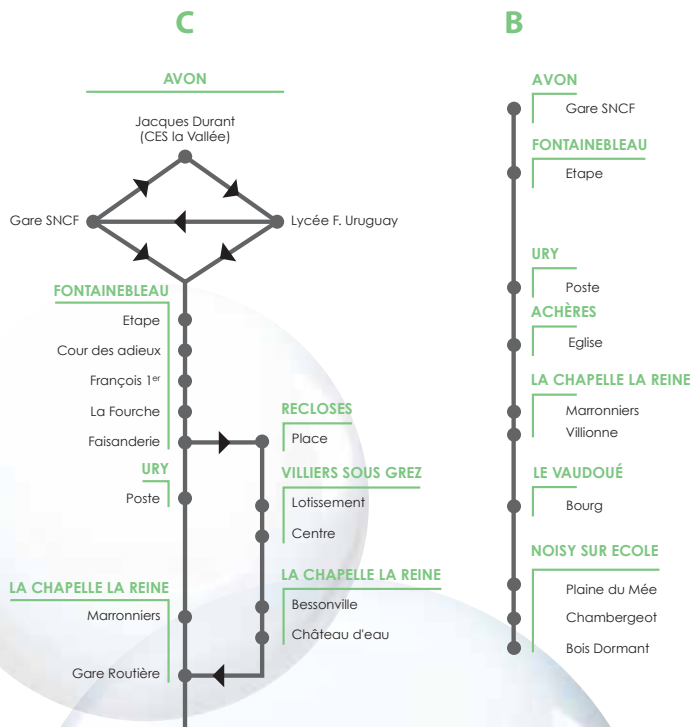 C
AVON
Jacques Durant
(CES la Vallée)
Gare SNCF
Lycée F. Uruguay
FONTAINEBLEAU
Etape
Cour des adieux
François 1er
La Fourche
Faisanderie
URY
Poste
LA CHAPELLE LA REINE
Marronniers
Gare Routière
RECLOSES
Place
VILLIERS SOUS GREZ
Lotissement
Centre
LA CHAPELLE LA REINE
Bessonville
Château d'eau
B
AVON
Gare SNCF
FONTAINEBLEAU
Etape
URY
Poste
ACHÈRES
Eglise
LA CHAPELLE LA REINE
Marronniers
Villionne
LE VAUDOUÉ
Bourg
NOISY SUR ECOLE
Plaine du Mée
Chambergeot
Bois Dormant